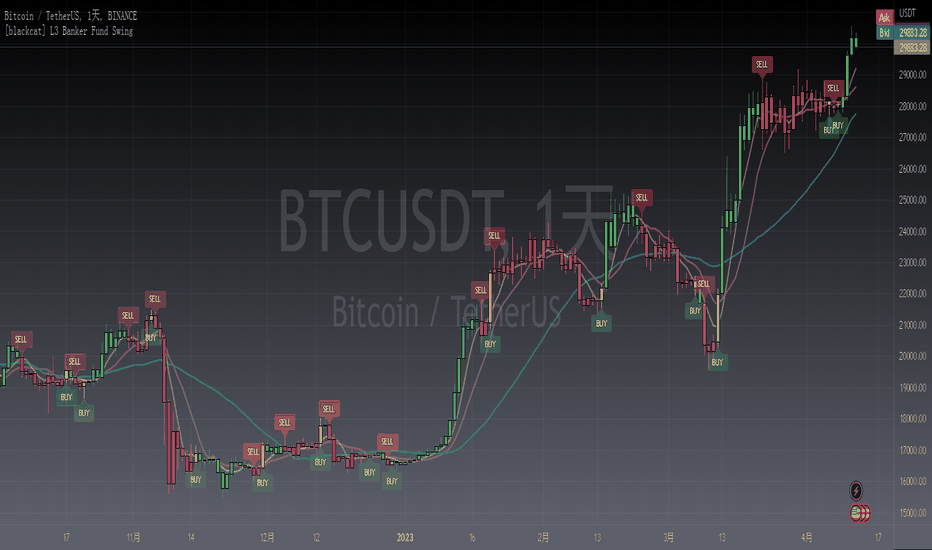 Bitcoin / TetherUS, 1天, BINANCE
[blackcat] L3 Banker Fund Swing
Ask
USDT
Bid
29833.28
29833.28
29000.00
28000.00
27000.00
26000.00
25000.00
24000.00
23000.00
22000.00
21000.00
20000.00
19000.00
18000.00
17000.00
16000.00
15000.00
BTCUSDT, 1天
Bitcoin / TetherUS
SELL
SELL
BUY
BUY
SELL
SELL
BUY
BUY
SELL
BUY
SELL
SELL
BUY
BUY
SELL
BUY
SELL
BUY
SELL
BUY
SELL
SELL
BUY
BUY
SELL
SELL
BUY
BUY
17
11月
14
12月
12
2023
16
2月
13
3月
13
4月
17